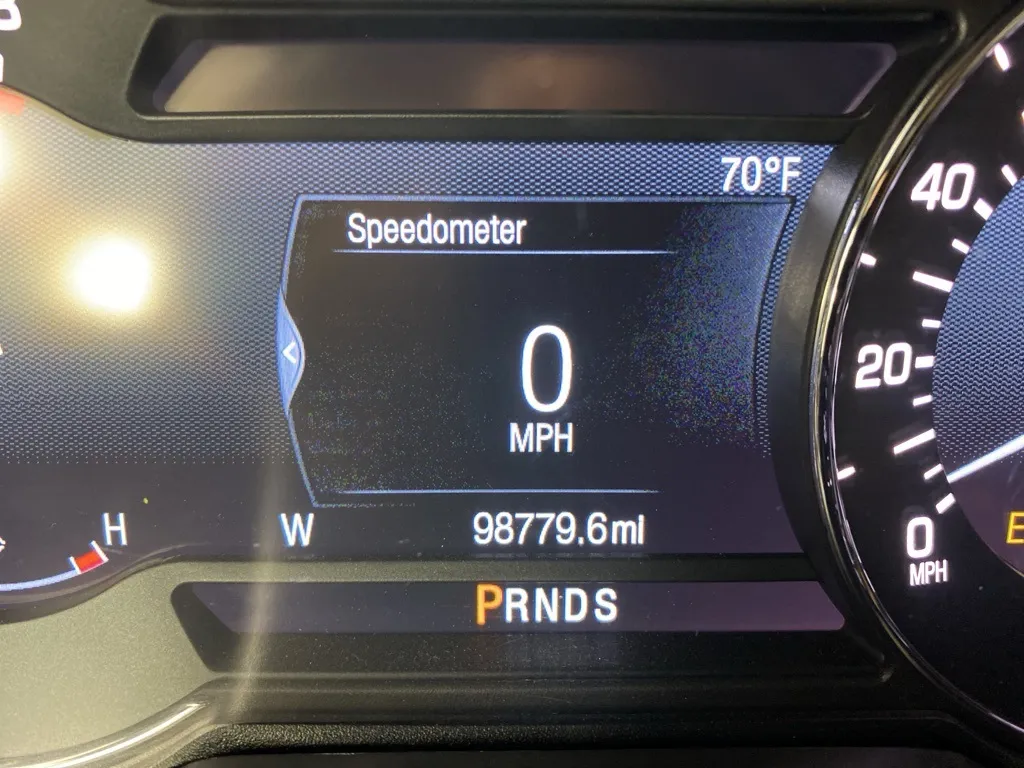 70°F
Speedometer
0
MPH
W
98779.6mi
H
PRNDS
40
20
0
MPH
E